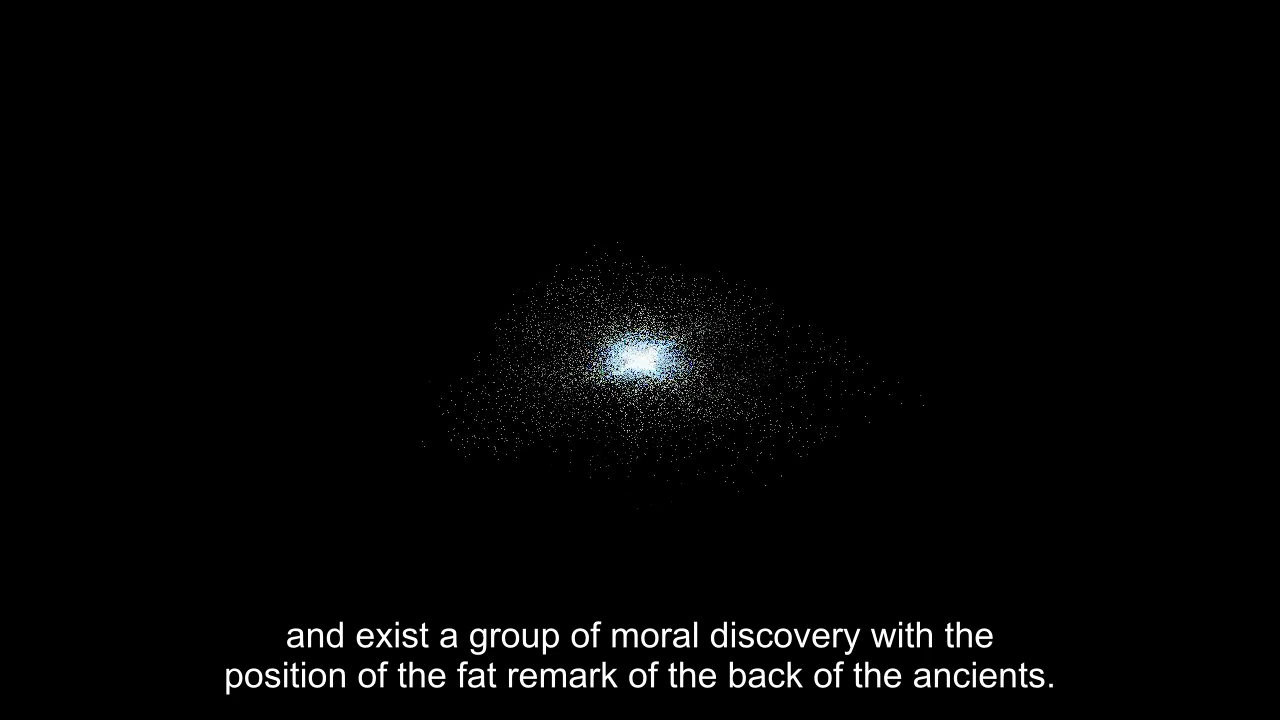 and exist a group of moral discovery with the
position of the fat remark of the back of the ancients.